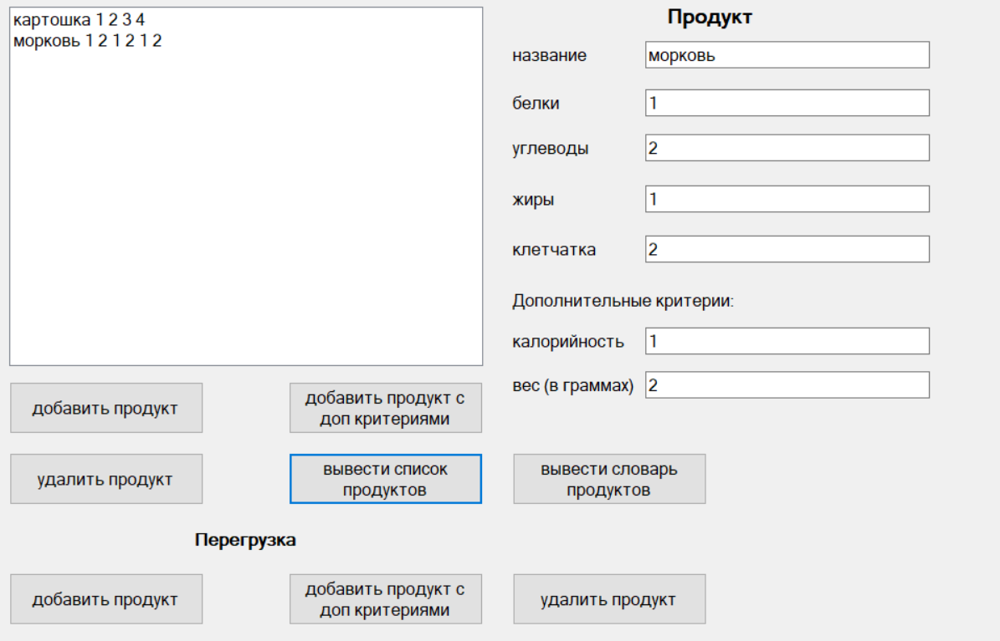 картошка 1 2 3 4
морковь 1 2 1 2 1 2
Продукт
название морковь
белки 1
углеводы 2
жиры 1
клетчатка 2
Дополнительные критерии:
калорийность 1
вес (в граммах) 2
добавить продукт
добавить продукт с
доп критериями
удалить продукт
вывести список
продуктов
вывести словарь
продуктов
Перегрузка
добавить продукт
добавить продукт с
доп критериями
удалить продукт